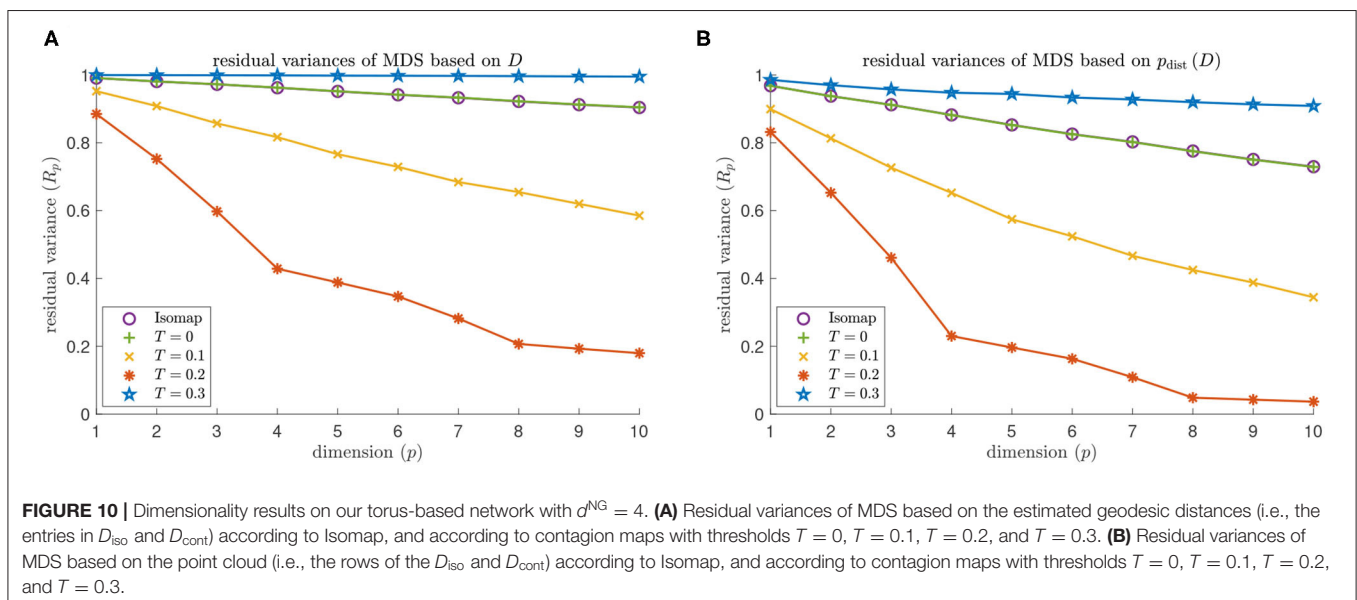 A
residual variances of MDS based on D
1
0.8
0.6
0.4
0.2
0
residual variance (Rₚ)
Isomap
T = 0
T = 0.1
T = 0.2
T = 0.3
1 2 3 4 5 6 7 8 9 10
dimension (p)
B
residual variances of MDS based on p_dist (D)
1
0.8
0.6
0.4
0.2
0
residual variance (Rₚ)
Isomap
T = 0
T = 0.1
T = 0.2
T = 0.3
1 2 3 4 5 6 7 8 9 10
dimension (p)
FIGURE 10 | Dimensionality results on our torus-based network with d^NG = 4. (A) Residual variances of MDS based on the estimated geodesic distances (i.e., the
entries in D_iso and D_cont) according to Isomap, and according to contagion maps with thresholds T = 0, T = 0.1, T = 0.2, and T = 0.3. (B) Residual variances of
MDS based on the point cloud (i.e., the rows of the D_iso and D_cont) according to Isomap, and according to contagion maps with thresholds T = 0, T = 0.1, T = 0.2,
and T = 0.3.